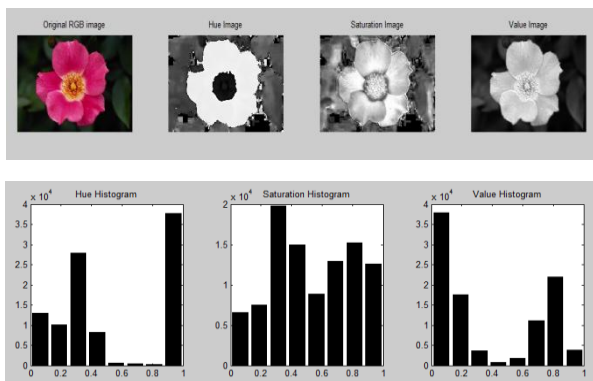 Original RGB image
Hue Image
Saturation Image
Value Image
Hue Histogram
x 10^4
4
3.5
3
2.5
2
1.5
1
0.5
0
0 0.2 0.4 0.6 0.8 1
Saturation Histogram
x 10^4
2
1.5
1
0.5
0
0 0.2 0.4 0.6 0.8 1
Value Histogram
x 10^4
4
3.5
3
2.5
2
1.5
1
0.5
0
0 0.2 0.4 0.6 0.8 1